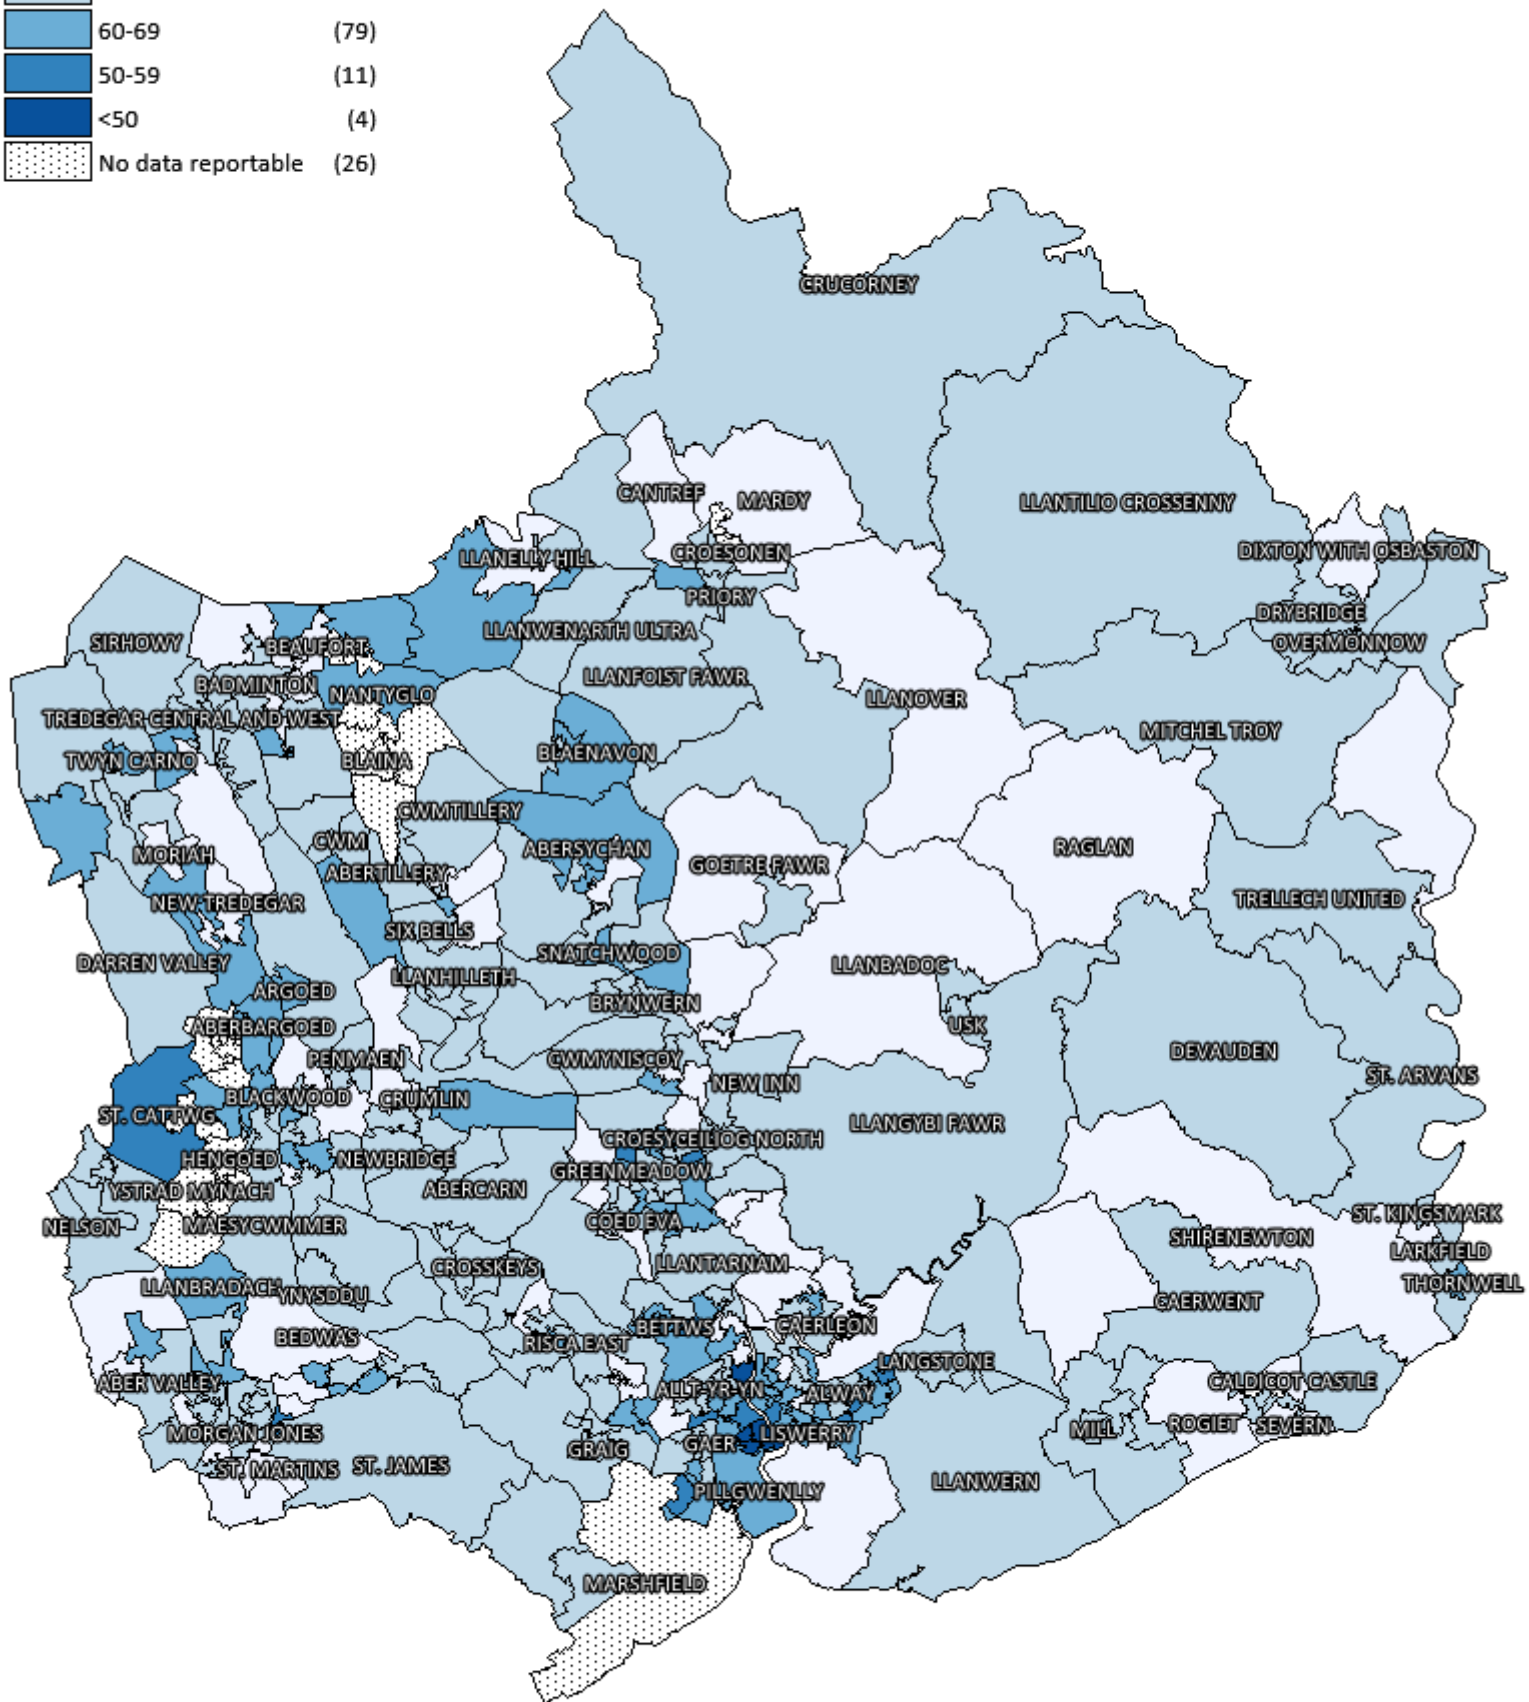 60-69 (79)
50-59 (11)
<50 (4)
No data reportable (26)
CRUCORNEY
CANTREF
MARDY
LLANTILIO CROSSENNY
CROESONEN
DIXTON WITH OSBASTON
LLANELLY HILL
PRIORY
DRYBRIDGE
LLANWENARTH ULTRA
SIRHOWY
BEAUFORT
OVERMONNOW
LLANFOIST FAWR
BADMINTON
NANTYGLO
LLANOVER
TREDEGAR CENTRAL AND WEST
MITCHEL TROY
TWYN CARNO
BLAINA
BLAENAVON
CWMTILLERY
CWM
MORIAH
ABERTILLERY
ABERSYCHAN
GOETRE FAWR
RAGLAN
NEW TREDEGAR
TRELLECH UNITED
SIX BELLS
DARREN VALLEY
SNATCHWOOD
LLANBADOC
LLANHILLETH
ARGOED
BRYNWERN
ABERBARGOED
USK
PENMAEN
CWMYNISCOY
DEVAUDEN
BLACKWOOD
CRUMLIN
NEW INN
ST. ARVANS
ST. CATTWG
LLANGYBI FAWR
CROESYCEILIOG NORTH
HENGOED
NEWBRIDGE
GREENMEADOW
YSTRAD MYNACH
ABERCARN
NELSON
MAESYCWMMER
COED EVA
ST. KINGSMARK
SHIRENEWTON
LARKFIELD
CROSSKEYS
LLANTARNAM
LLANBRADACH
YNYSDDU
THORNWELL
CAERWENT
BEDWAS
RISCA EAST
BETTWS
CAERLEON
LANGSTONE
ABER VALLEY
ALLT-YR-YN
ALWAY
CALDICOT CASTLE
MORGAN JONES
GRAIG
GAER
LISWERRY
MILL
ROGIET
SEVERN
ST. MARTINS
ST. JAMES
PILLGWENLLY
LLANWERN
MARSHFIELD